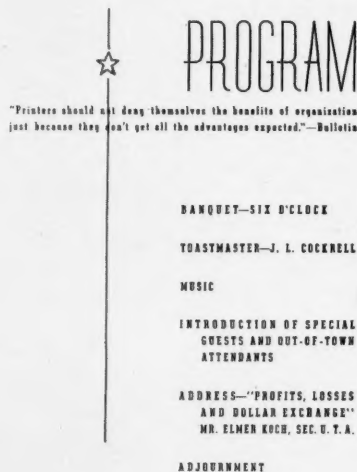 PROGRAM
"Printers should not deny themselves the benefits of organization
just because they don't get all the advantages expected."—Bulletin
BANQUET—SIX O'CLOCK
TOASTMASTER—J. L. COCKRELL
MUSIC
INTRODUCTION OF SPECIAL
GUESTS AND OUT-OF-TOWN
ATTENDANTS
ADDRESS—"PROFITS, LOSSES
AND DOLLAR EXCHANGE"
MR. ELMER KOCH, SEC. U. T. A.
ADJOURNMENT